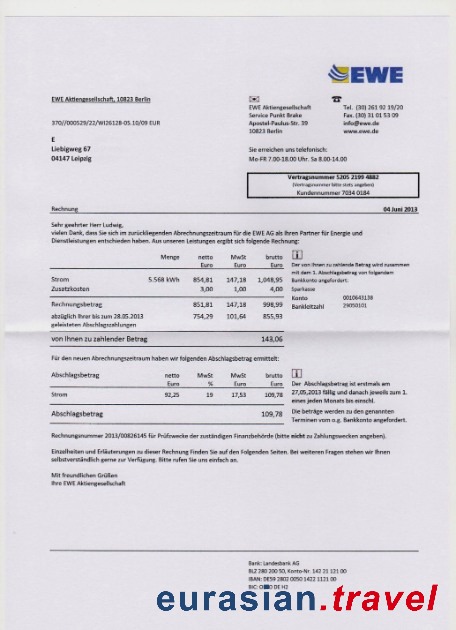 EWE
EWE Aktiengesellschaft, 10823 Berlin
370//000529/22/WI26128-05.10/09 EUR
E
Liebigweg 67
04147 Leipzig
EWE Aktiengesellschaft
Service Punkt Brake
Apostel-Paulus-Str. 39
10823 Berlin
Tel. (30) 261 92 19/20
Fax. (30) 31 01 53 09
info@ewe.de
www.ewe.de
Sie erreichen uns telefonisch:
Mo-FR 7.00-18.00 Uhr. Sa 8.00-14.00
Vertragsnummer 5205 2199 4882
(Vertragsnummer bitte stets angeben)
Kundennummer 7034 0184
Rechnung 04 Juni 2013
Sehr geehrter Herr Ludwig,
vielen Dank, dass Sie sich im zurückliegenden Abrechnungszeitraum für die EWE AG als Ihren Partner für Energie und
Dienstleistungen entschieden haben. Aus unseren Leistungen ergibt sich folgende Rechnung:
Menge netto MwSt brutto
Euro Euro Euro
Strom 5.568 kWh 854,81 147,18 1,048,95
Zusatzkosten 3,00 1,00 4,00
Rechnungsbetrag 851,81 147,18 998,99
abzüglich Ihrer bis zum 28.05.2013 754,29 101,64 855,93
geleisteten Abschlagszahlungen
von Ihnen zu zahlender Betrag 143,06
i
Der von Ihnen zu zahlende Betrag wird zusammen
mit dem 1. Abschlagsbetrag von folgendem
Bankkonto angefordert:
Sparkasse
Konto 0010643138
Bankleitzahl 29050101
Für den neuen Abrechnungszeitraum haben wir folgenden Abschlagsbetrag ermittelt:
Abschlagsbetrag netto MwSt MwSt brutto
Euro % Euro Euro
Strom 92,25 19 17,53 109,78
Abschlagsbetrag 109,78
i
Der Abschlagsbetrag ist erstmals am
27.05.2013 fällig und danach jeweils zum 1.
eines jeden Monats bis einschl.
Die beträge werden zu den genannten
Terminen vom o.g. Bankkonto angefordert.
Rechnungsnummer 2013/00826145 für Prüfzwecke der zuständigen Finanzbehörde (bitte nicht zu Zahlungszwecken angeben).
Einzelheiten und Erläuterungen zu dieser Rechnung finden Sie auf den Folgenden Seiten. Bei weiteren Fragen stehen wir Ihnen
selbstverständlich gerne zur Verfügung. Bitte rufen Sie uns einfach an.
Mit freundlichen Grüßen
Ihre EWE Aktiengesellschaft
Bank: Landesbank AG
BLZ 280 200 50, Konto-Nr. 142 21 121 00
IBAN: DE59 2802 0050 1422 1121 00
BIC: DE H2
eurasian.travel